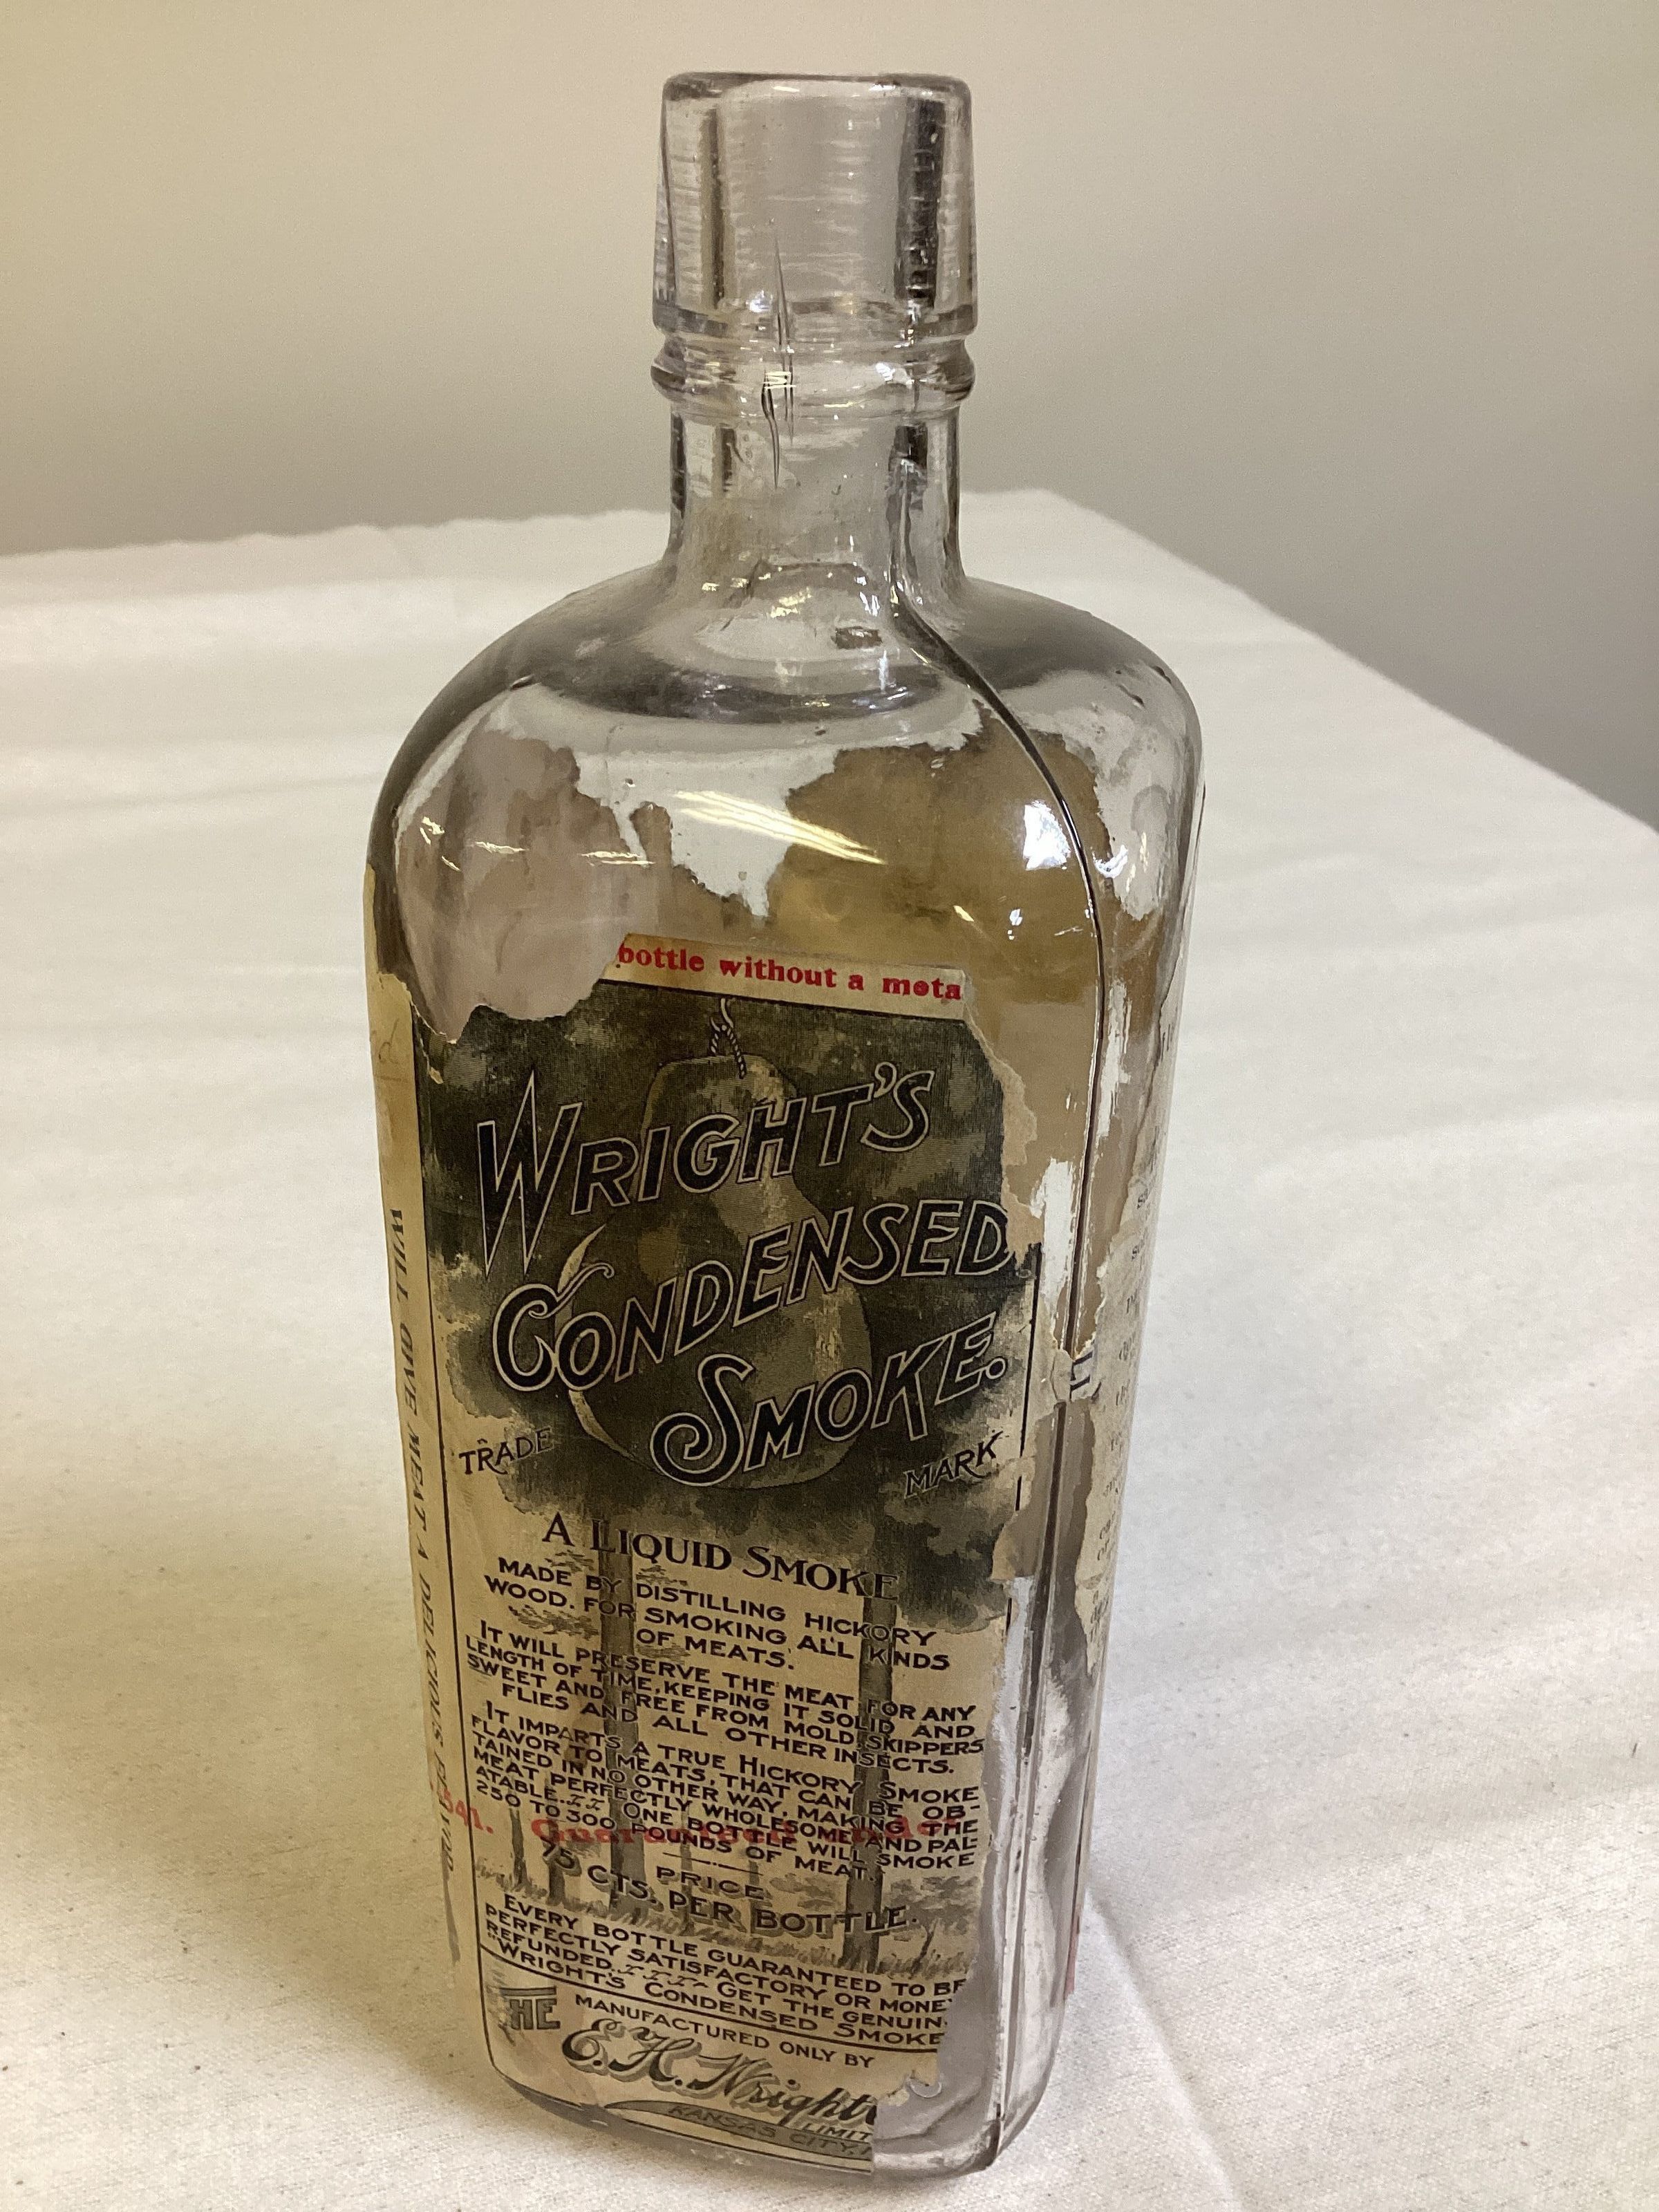 bottle without a meta
WRIGHT'S
CONDENSED
SMOKE.
TRADE MARK
A LIQUID SMOKE
MADE BY DISTILLING HICKORY
WOOD. FOR SMOKING ALL KINDS
OF MEATS.
IT WILL PRESERVE THE MEAT FOR ANY
LENGTH OF TIME, KEEPING IT SOLID AND
SWEET AND FREE FROM MOLD, SKIPPERS
FLIES AND ALL OTHER INSECTS.
IT IMPARTS A TRUE HICKORY SMOKE
FLAVOR TO MEATS, THAT CAN BE OB-
TAINED IN NO OTHER WAY, MAKING THE
MEAT PERFECTLY WHOLESOME AND PAL-
ATABLE... ONE BOTTLE WILL SMOKE
250 TO 300 POUNDS OF MEAT.
541. Guaranteed
PRICE
75 CTS. PER BOTTLE.
EVERY BOTTLE GUARANTEED TO BE
PERFECTLY SATISFACTORY OR MONEY
REFUNDED... GET THE GENUIN
"WRIGHT'S CONDENSED SMOKE
MANUFACTURED ONLY BY
THE E. H. Wright
LIMIT
KANSAS CITY,
WILL GIVE MEAT A DELICIOUS FLAVOR